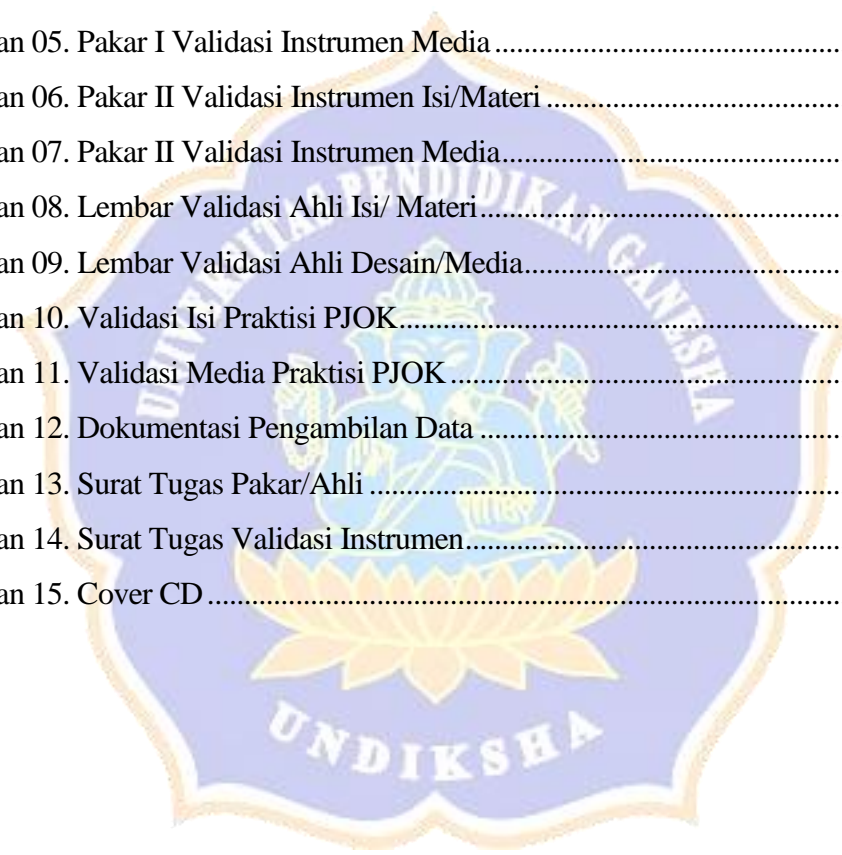 an 05. Pakar I Validasi Instrumen Media ............................................
an 06. Pakar II Validasi Instrumen Isi/Materi .....................................
an 07. Pakar II Validasi Instrumen Media...........................................
an 08. Lembar Validasi Ahli Isi/ Materi..............................................
an 09. Lembar Validasi Ahli Desain/Media........................................
an 10. Validasi Isi Praktisi PJOK........................................................
an 11. Validasi Media Praktisi PJOK .................................................
an 12. Dokumentasi Pengambilan Data .............................................
an 13. Surat Tugas Pakar/Ahli ...........................................................
an 14. Surat Tugas Validasi Instrumen...............................................
an 15. Cover CD ................................................................................
UNIVERSITAS PENDIDIKAN GANESHA
UNDIKSHA